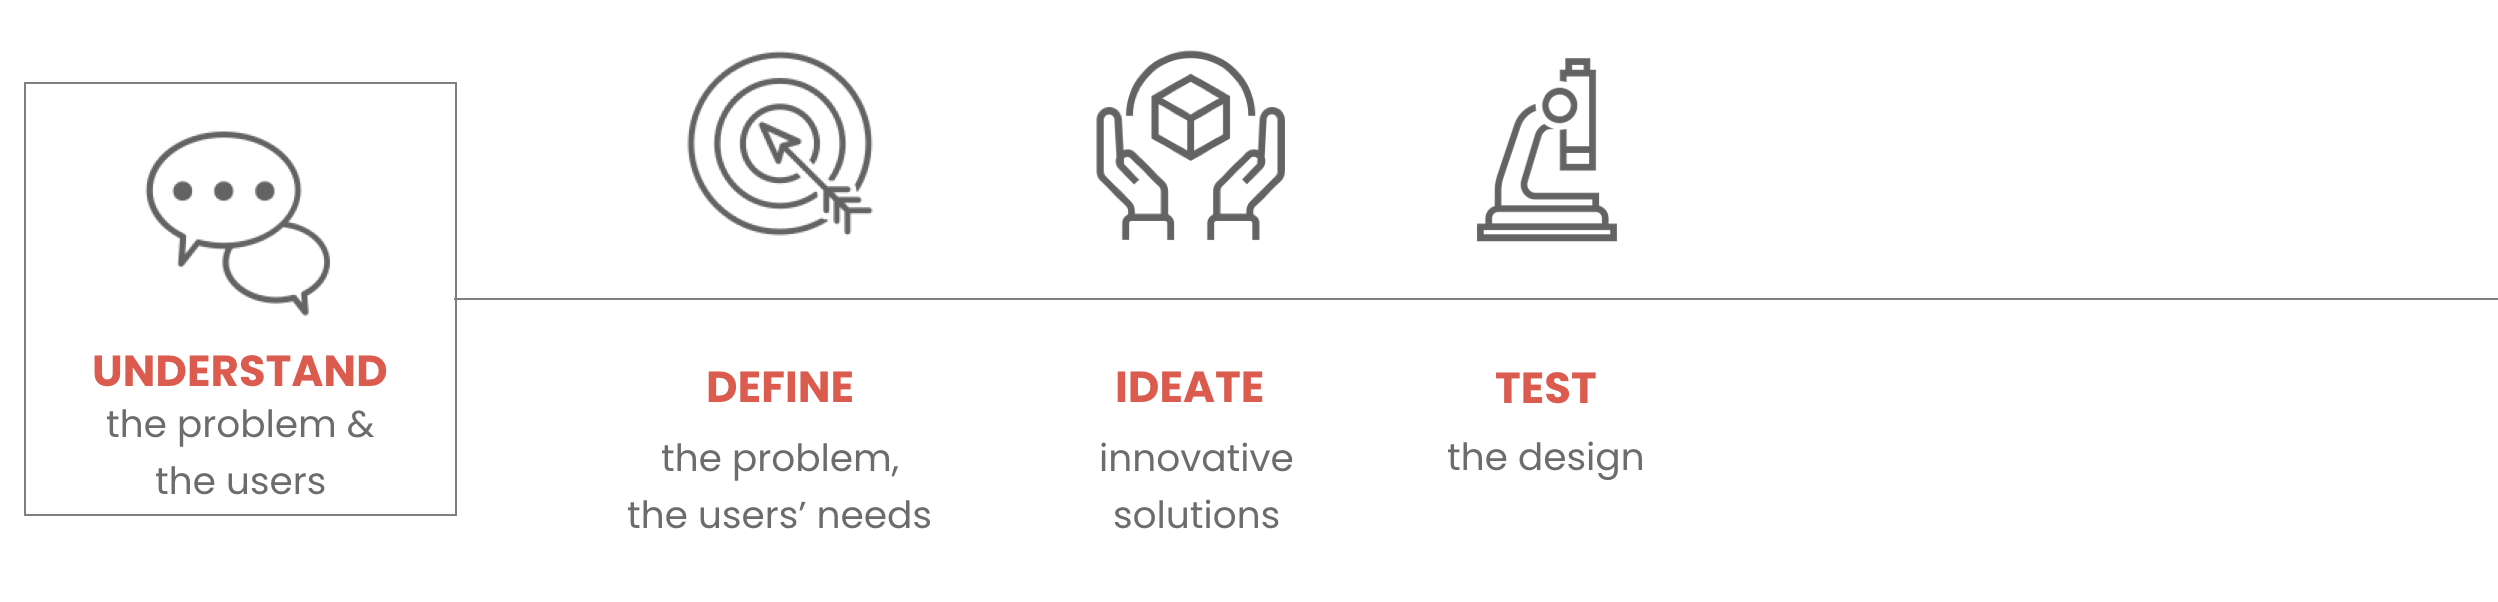 UNDERSTAND
the problem &
the users
DEFINE
the problem,
the users’ needs
IDEATE
innovative
solutions
TEST
the design